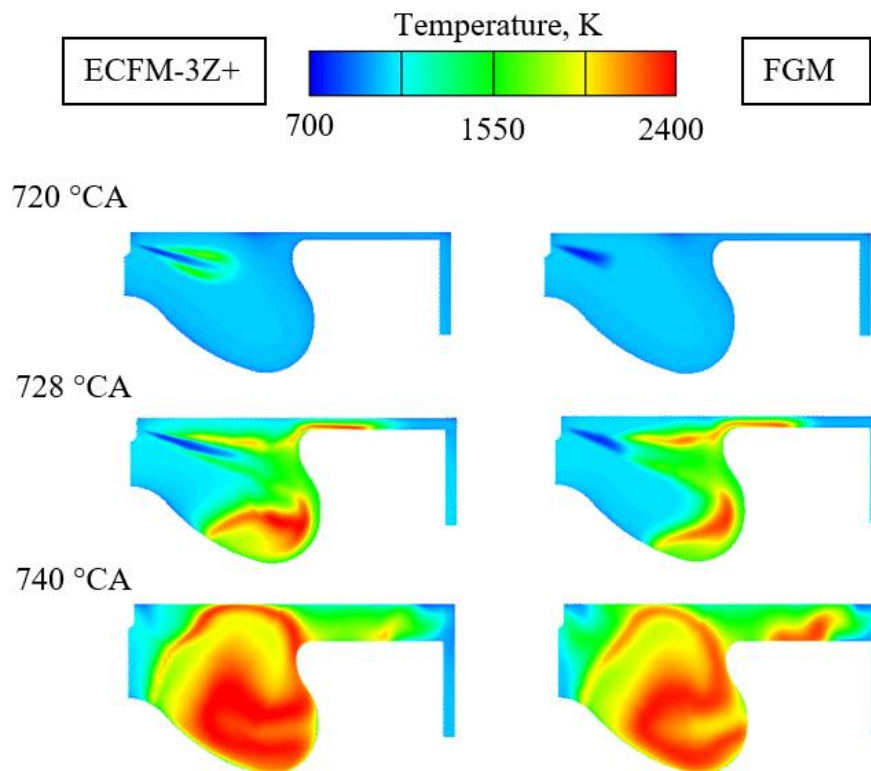 Temperature, K
ECFM-3Z+
FGM
700 1550 2400
720 °CA
728 °CA
740 °CA